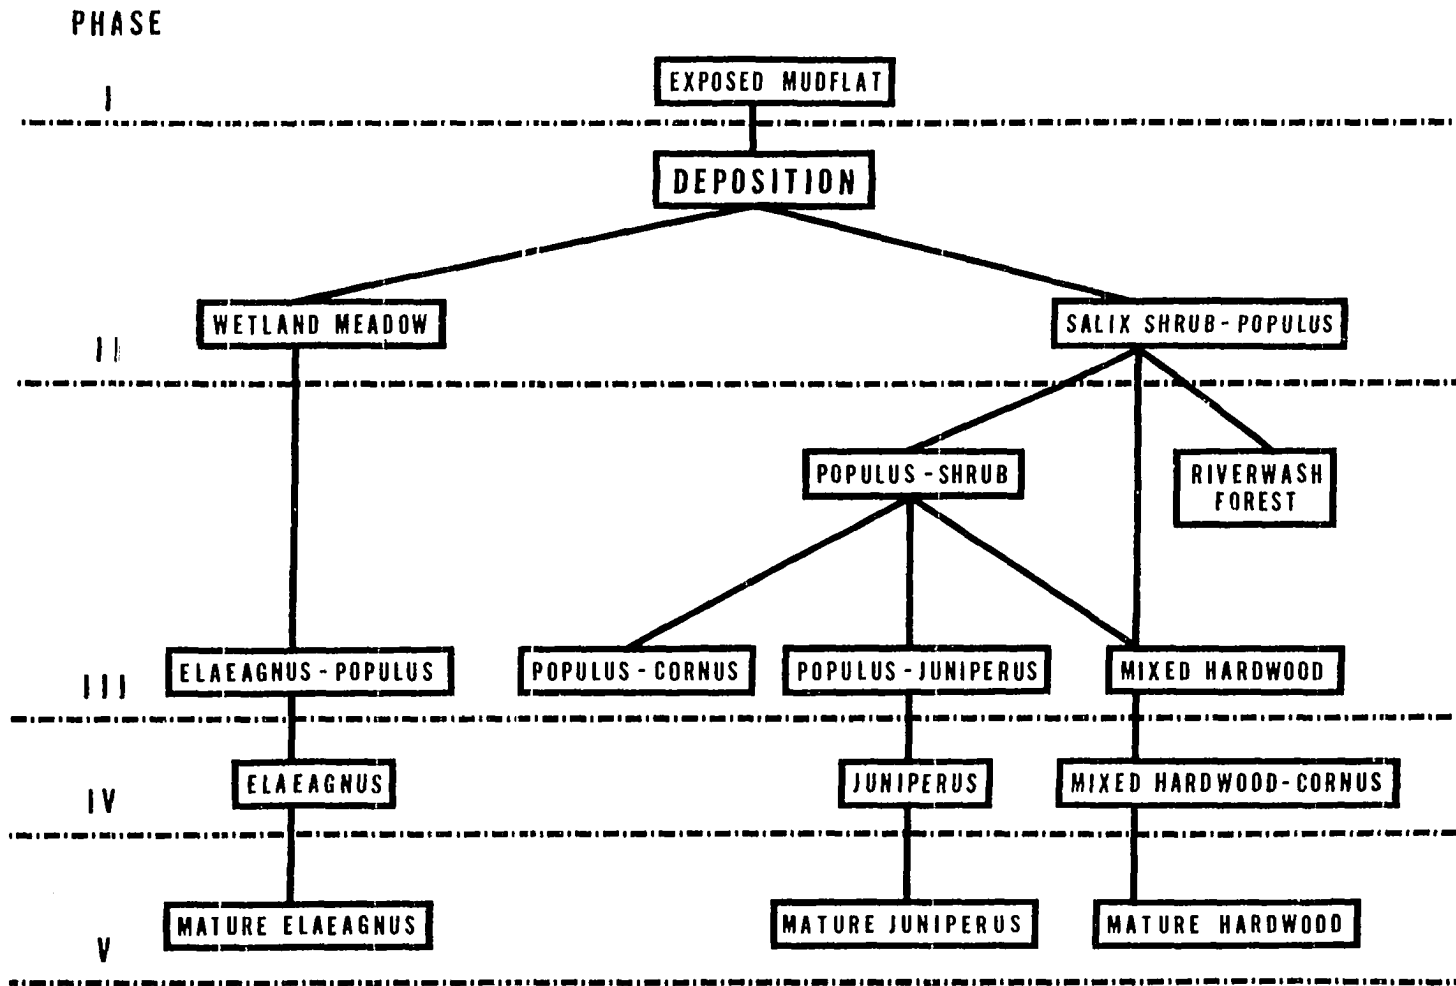 PHASE
EXPOSED MUDFLAT
I
DEPOSITION
WETLAND MEADOW
SALIX SHRUB-POPULUS
II
POPULUS-SHRUB
RIVERWASH
FOREST
ELAEAGNUS-POPULUS
POPULUS-CORNUS
POPULUS-JUNIPERUS
MIXED HARDWOOD
III
ELAEAGNUS
JUNIPERUS
MIXED HARDWOOD-CORNUS
IV
MATURE ELAEAGNUS
MATURE JUNIPERUS
MATURE HARDWOOD
V